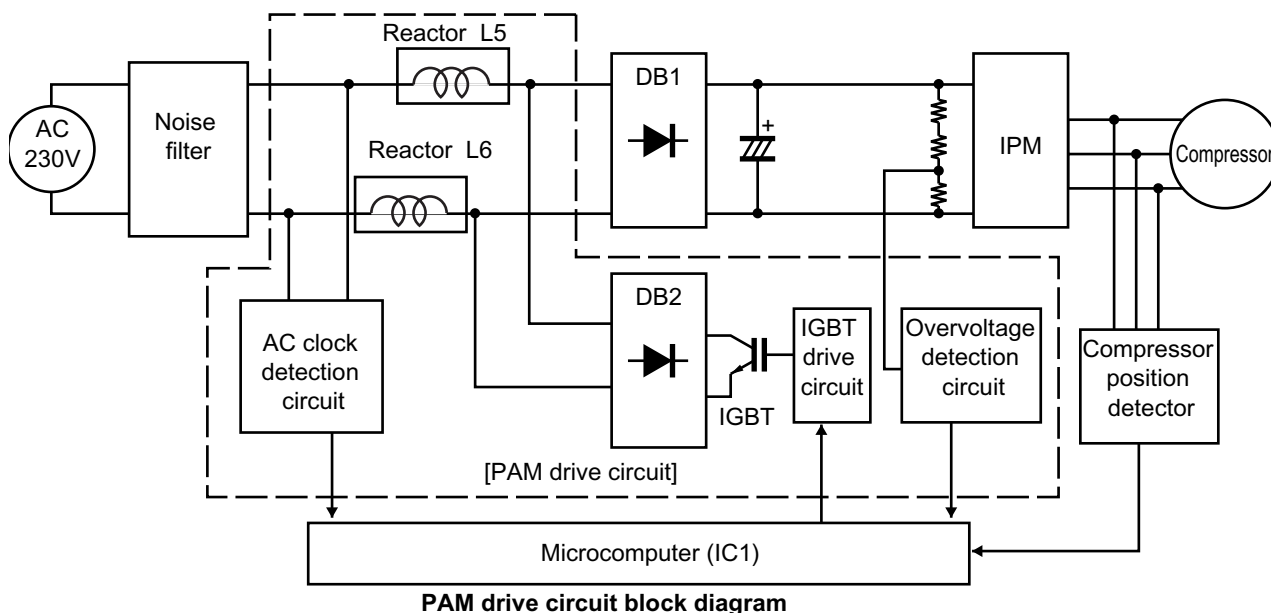 Reactor L5
AC
230V
Noise
filter
DB1
+
Reactor L6
IPM
Compressor
AC clock
detection
circuit
DB2
IGBT
IGBT
drive
circuit
Overvoltage
detection
circuit
Compressor
position
detector
[PAM drive circuit]
Microcomputer (IC1)
PAM drive circuit block diagram